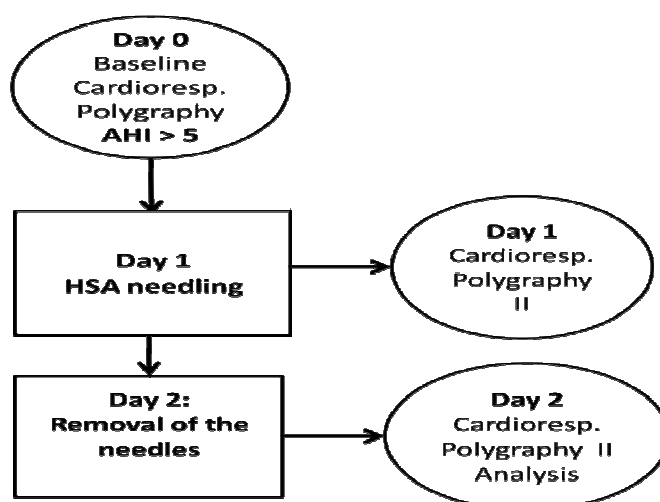 Day 0
Baseline
Cardioresp.
Polygraphy
AHI > 5
Day 1
HSA needling
Day 1
Cardioresp.
Polygraphy
II
Day 2:
Removal of the
needles
Day 2
Cardioresp.
Polygraphy II
Analysis